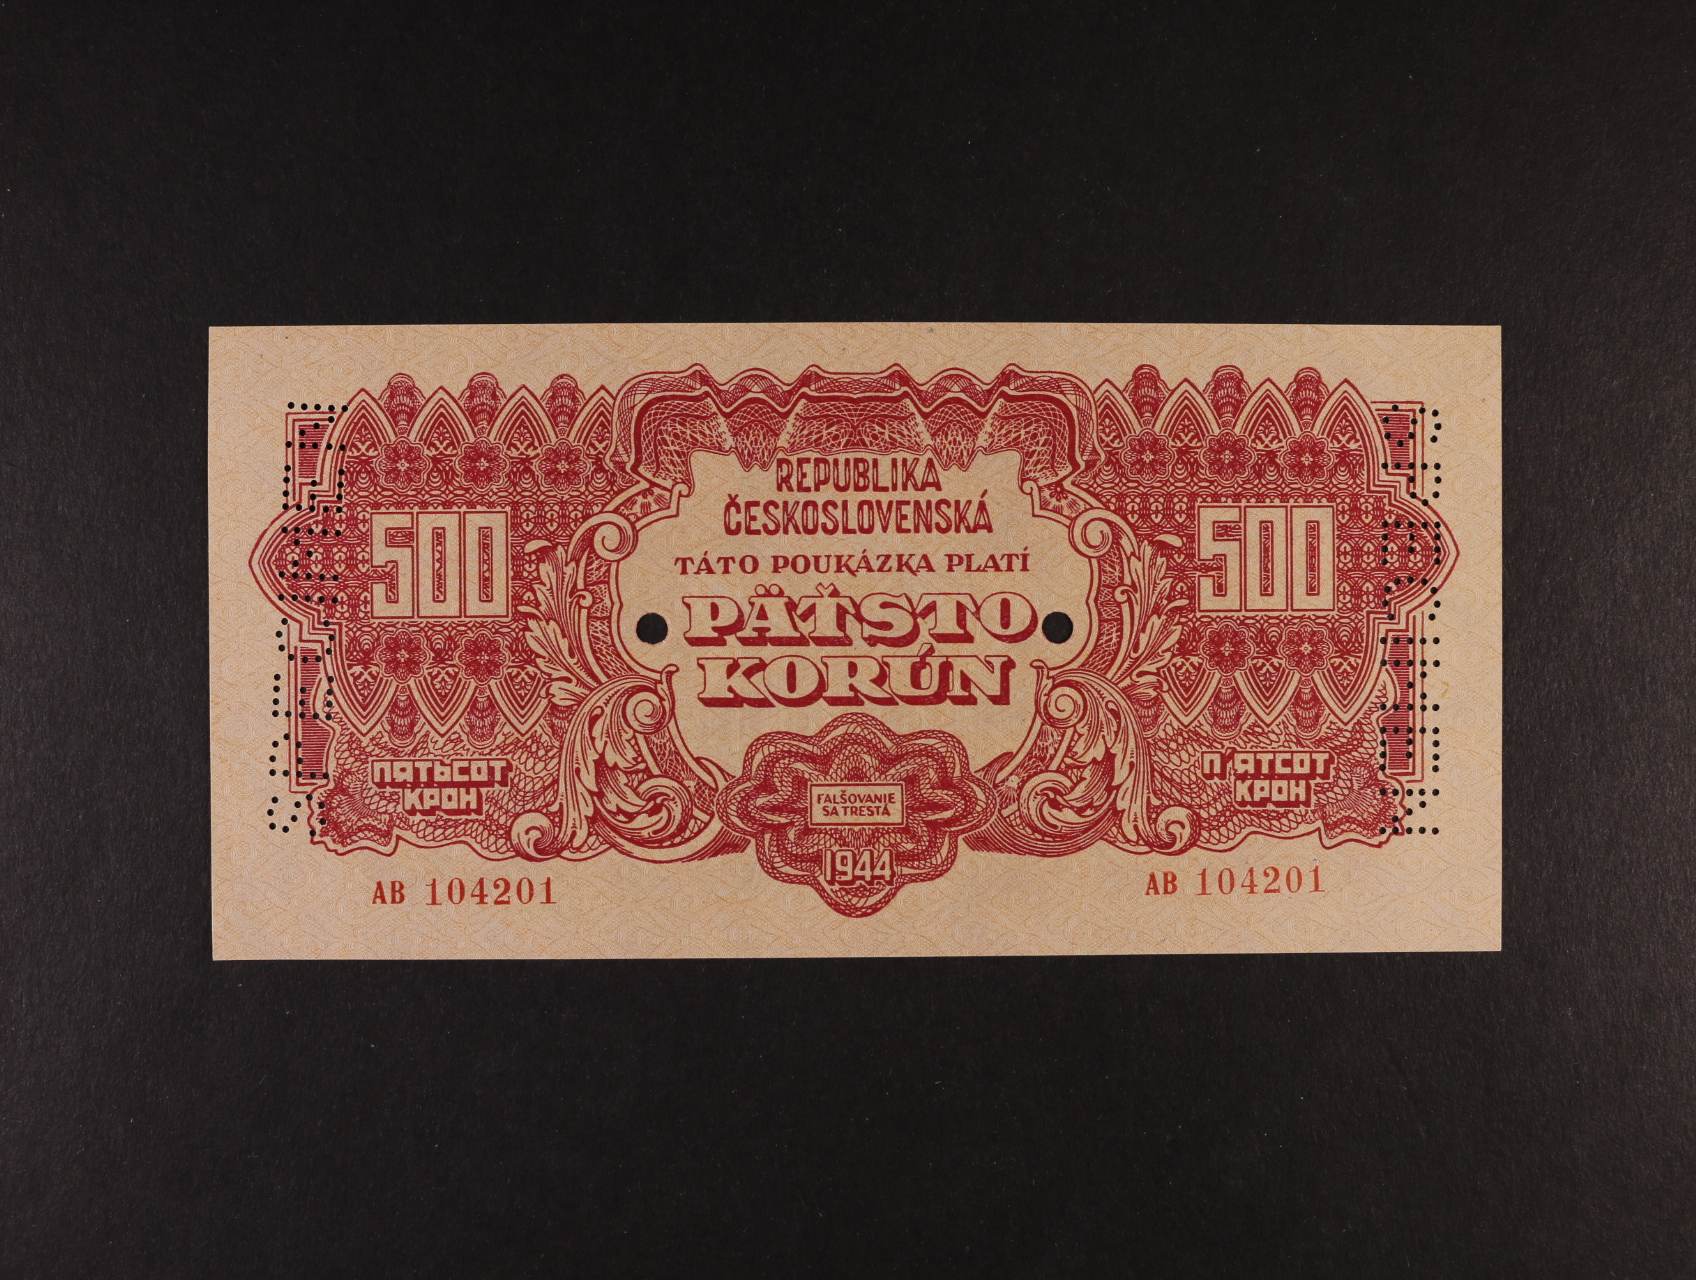 REPUBLIKA
ČESKOSLOVENSKÁ
TÁTO POUKÁZKA PLATÍ
500
500
PÄŤSTO
KORÚN
ПЯТЬСОТ
КРОН
П'ЯТСОТ
КРОН
FALŠOVANIE
SA TRESTÁ
1944
AB 104201
AB 104201